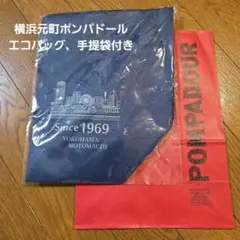 横浜元町ポンパドール
エコバッグ、手提袋付き
Since 1969
YOKOHAMA
MOTOMACHI
POMPADOUR